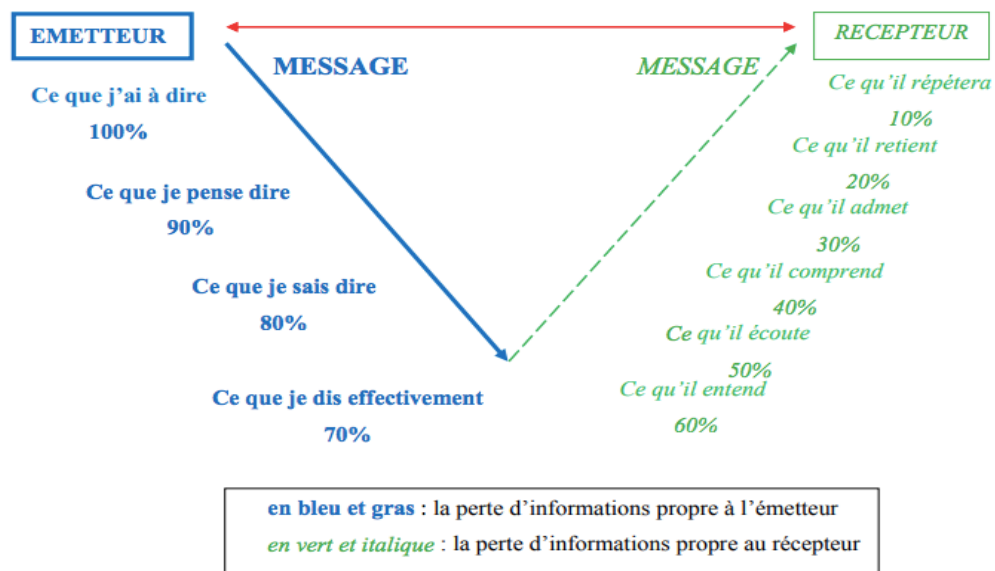 EMETTEUR
RECEPTEUR
MESSAGE
MESSAGE
Ce que j’ai à dire
100%
Ce que je pense dire
90%
Ce que je sais dire
80%
Ce que je dis effectivement
70%
Ce qu’il répétera
10%
Ce qu’il retient
20%
Ce qu’il admet
30%
Ce qu’il comprend
40%
Ce qu’il écoute
50%
Ce qu’il entend
60%
en bleu et gras : la perte d’informations propre à l’émetteur
en vert et italique : la perte d’informations propre au récepteur